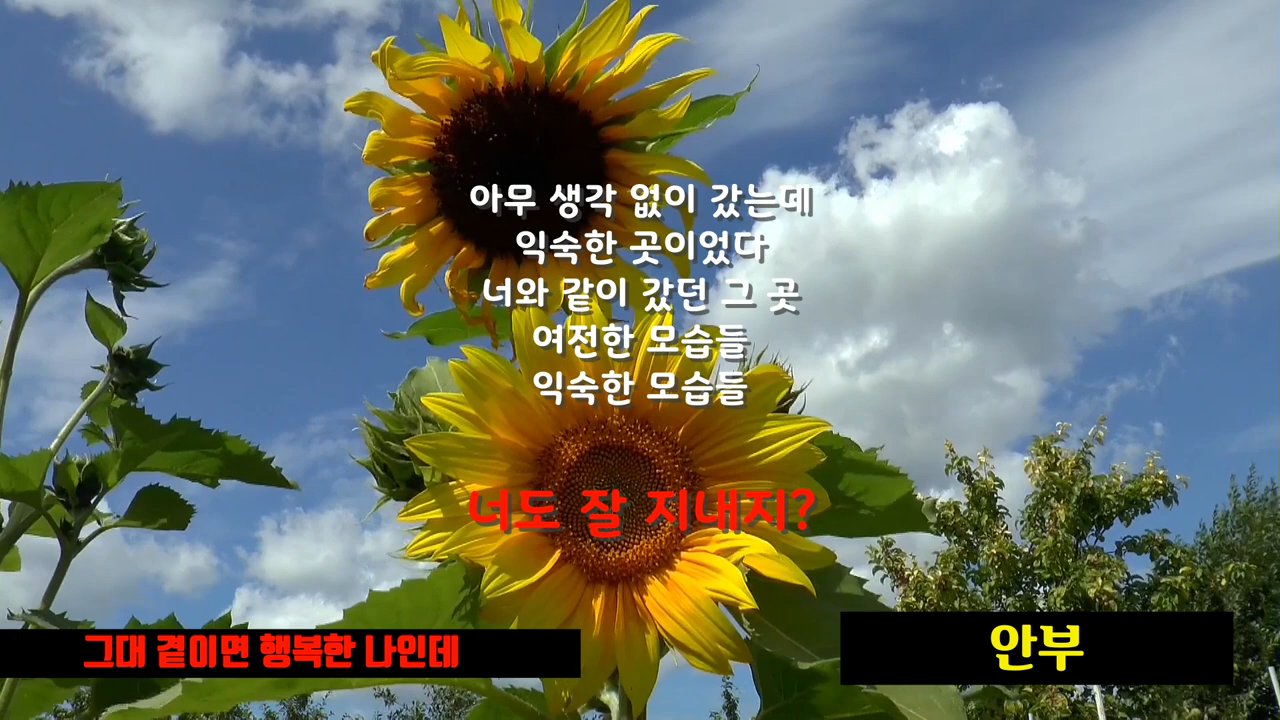 아무 생각 없이 갔는데
익숙한 곳이었다
너와 같이 갔던 그 곳
여전한 모습들
익숙한 모습들
너도 잘 지내지?
그대 곁이면 행복한 나인데
안부